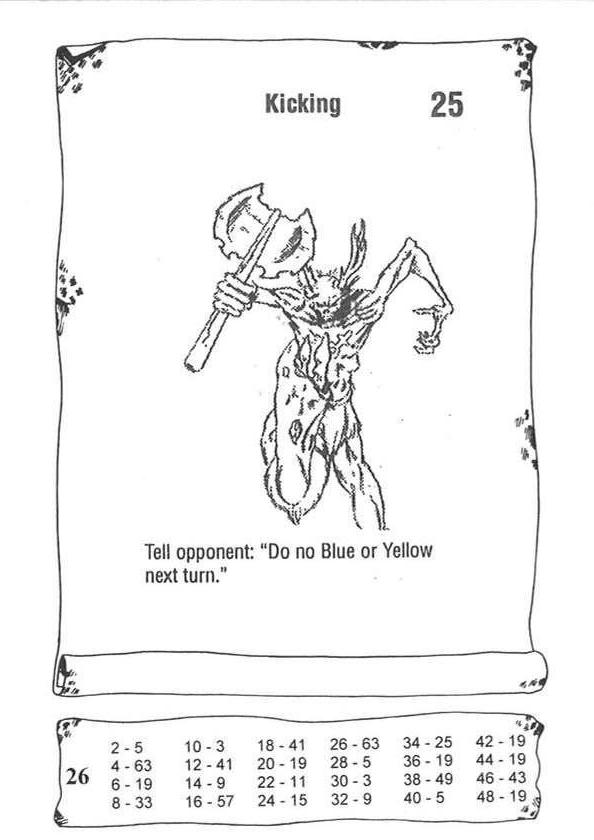 Kicking 25
Tell opponent: “Do no Blue or Yellow
next turn.”
26
2 - 5 10 - 3 18 - 41 26 - 63 34 - 25 42 - 19
4 - 63 12 - 41 20 - 19 28 - 5 36 - 19 44 - 19
6 - 19 14 - 9 22 - 11 30 - 3 38 - 49 46 - 43
8 - 33 16 - 57 24 - 15 32 - 9 40 - 5 48 - 19